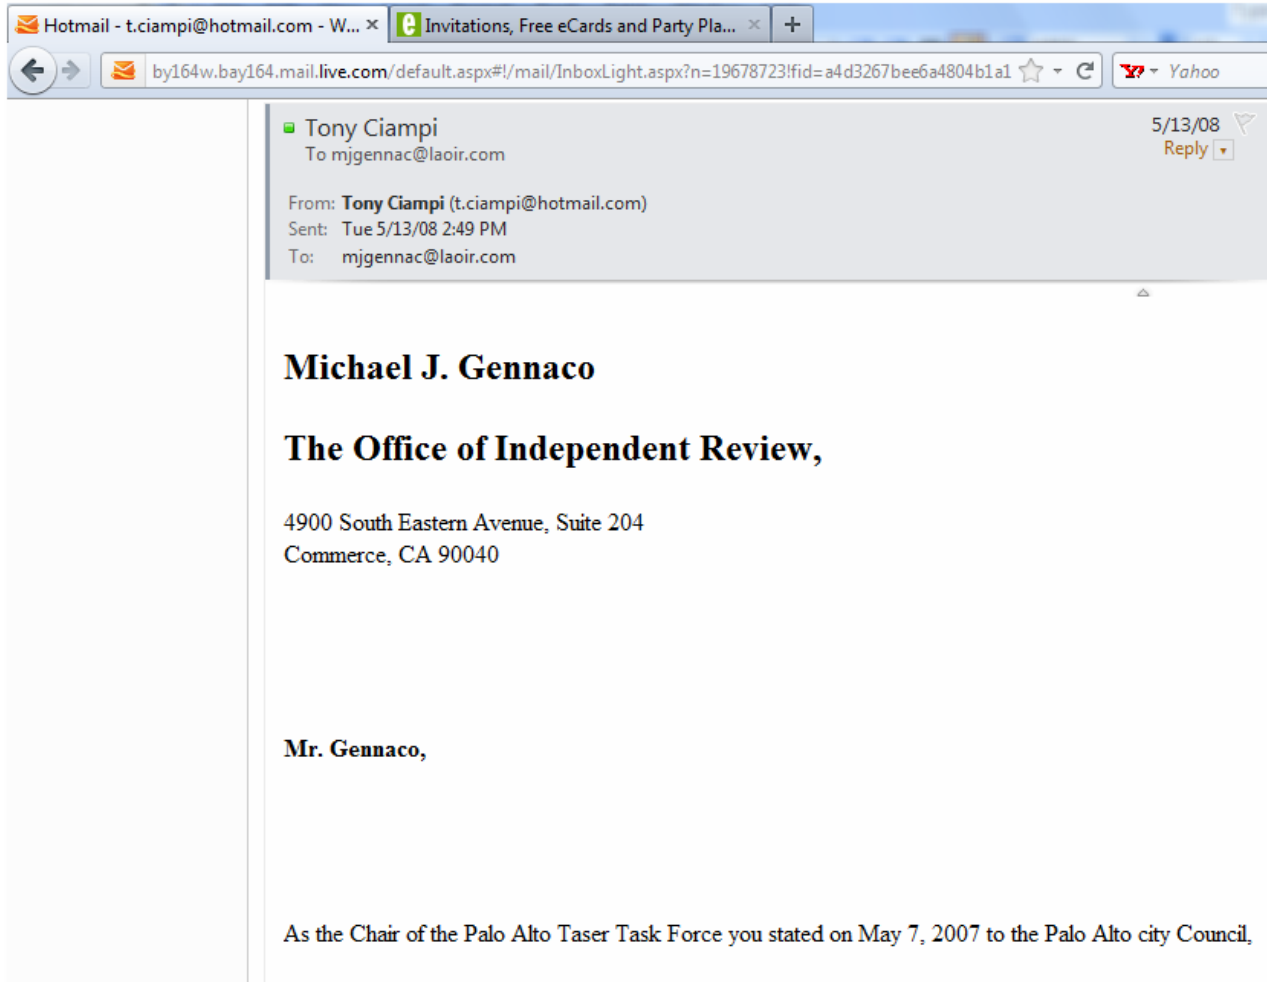 Hotmail - t.ciampi@hotmail.com - W... × Invitations, Free eCards and Party Pla... × +
by164w.bay164.mail.live.com/default.aspx#!/mail/InboxLight.aspx?n=19678723!fid=a4d3267bee6a4804b1a1 Yahoo
Tony Ciampi 5/13/08
To mjgennac@laoir.com Reply
From: Tony Ciampi (t.ciampi@hotmail.com)
Sent: Tue 5/13/08 2:49 PM
To: mjgennac@laoir.com
Michael J. Gennaco
The Office of Independent Review,
4900 South Eastern Avenue, Suite 204
Commerce, CA 90040
Mr. Gennaco,
As the Chair of the Palo Alto Taser Task Force you stated on May 7, 2007 to the Palo Alto city Council,